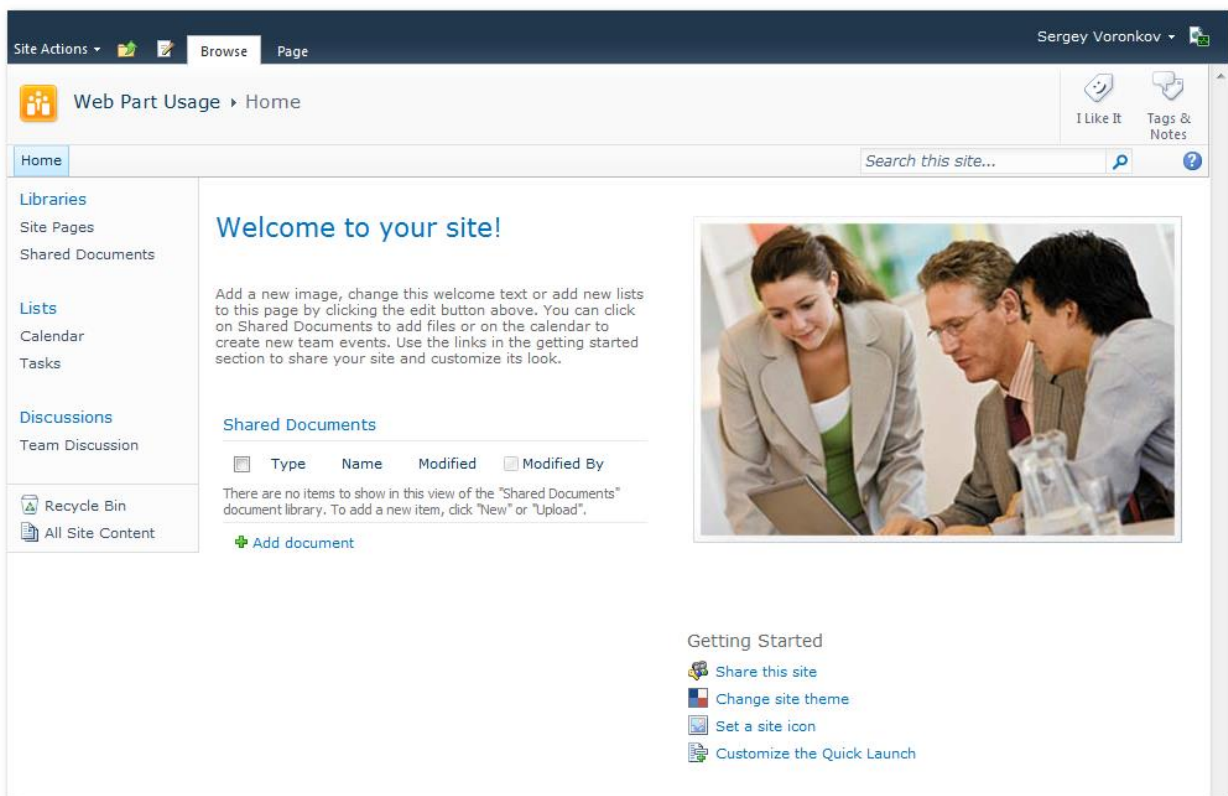 Sergey Voronkov
Site Actions Browse Page
Web Part Usage Home
I Like It
Tags &
Notes
Home
Search this site...
Libraries
Site Pages
Shared Documents
Lists
Calendar
Tasks
Discussions
Team Discussion
Recycle Bin
All Site Content
Welcome to your site!
Add a new image, change this welcome text or add new lists
to this page by clicking the edit button above. You can click
on Shared Documents to add files or on the calendar to
create new team events. Use the links in the getting started
section to share your site and customize its look.
Shared Documents
Type Name Modified Modified By
There are no items to show in this view of the "Shared Documents"
document library. To add a new item, click "New" or "Upload".
Add document
Getting Started
Share this site
Change site theme
Set a site icon
Customize the Quick Launch